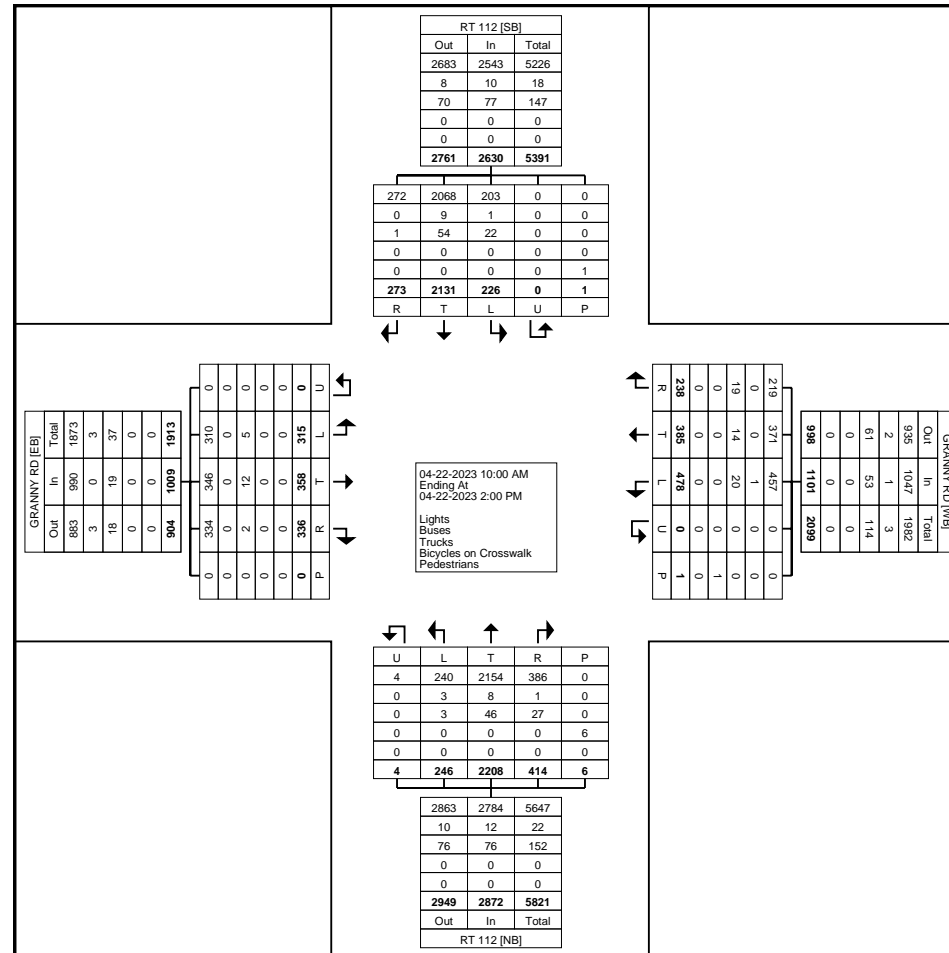 RT 112 [SB]
Out In Total
2683 2543 5226
8 10 18
70 77 147
0 0 0
0 0 0
2761 2630 5391
272 2068 203 0 0
0 9 1 0 0
1 54 22 0 0
0 0 0 0 0
0 0 0 0 1
273 2131 226 0 1
R T L U P
GRANNY RD [EB]
Out In Total
883 990 1873
3 0 3
18 19 37
0 0 0
0 0 0
904 1009 1913
0 334 346 310 0
0 0 0 0 0
0 2 12 5 0
0 0 0 0 0
0 0 0 0 0
0 336 358 315 0
P R T L U
04-22-2023 10:00 AM
Ending At
04-22-2023 2:00 PM
Lights
Buses
Trucks
Bicycles on Crosswalk
Pedestrians
GRANNY RD [WB]
Out In Total
935 1047 1982
2 1 3
61 53 114
0 0 0
0 0 0
998 1101 2099
219 371 457 0 0
0 0 1 0 0
19 14 20 0 0
0 0 0 0 1
0 0 0 0 0
238 385 478 0 1
R T L U P
U L T R P
4 240 2154 386 0
0 3 8 1 0
0 3 46 27 0
0 0 0 0 6
0 0 0 0 0
4 246 2208 414 6
2863 2784 5647
10 12 22
76 76 152
0 0 0
0 0 0
2949 2872 5821
Out In Total
RT 112 [NB]